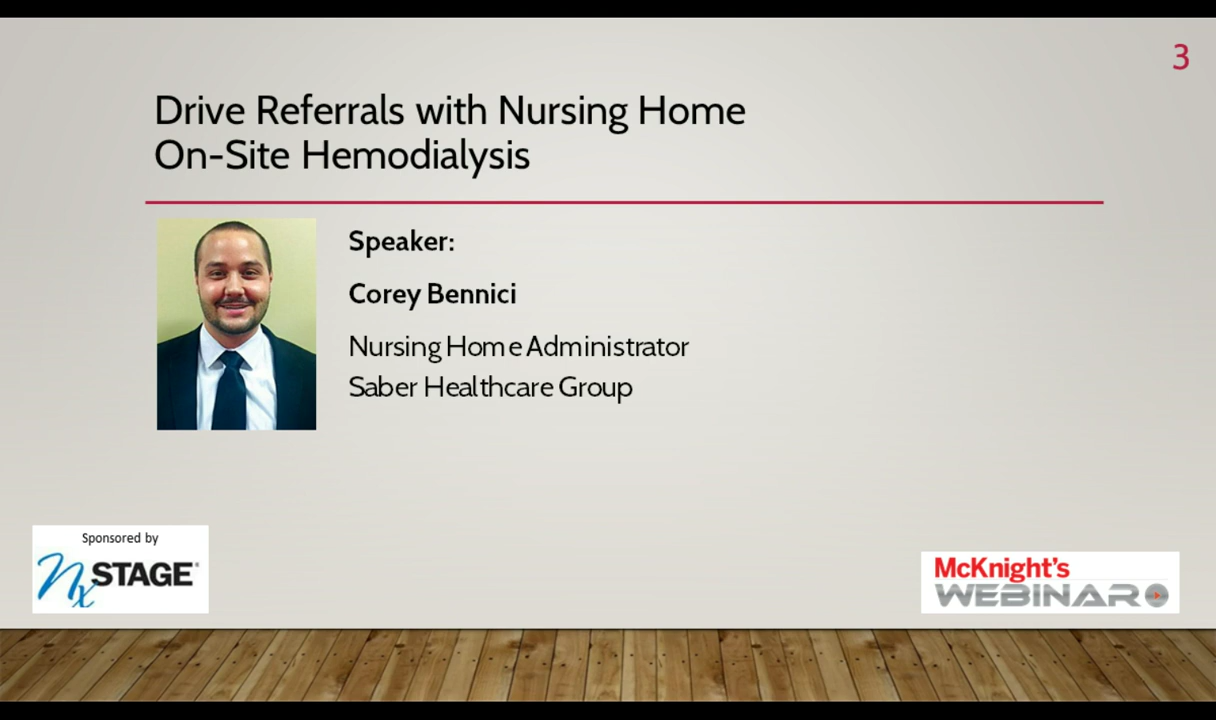 3
Drive Referrals with Nursing Home
On-Site Hemodialysis
Speaker:
Corey Bennici
Nursing Home Administrator
Saber Healthcare Group
Sponsored by
NxSTAGE®
McKnight's
WEBINAR